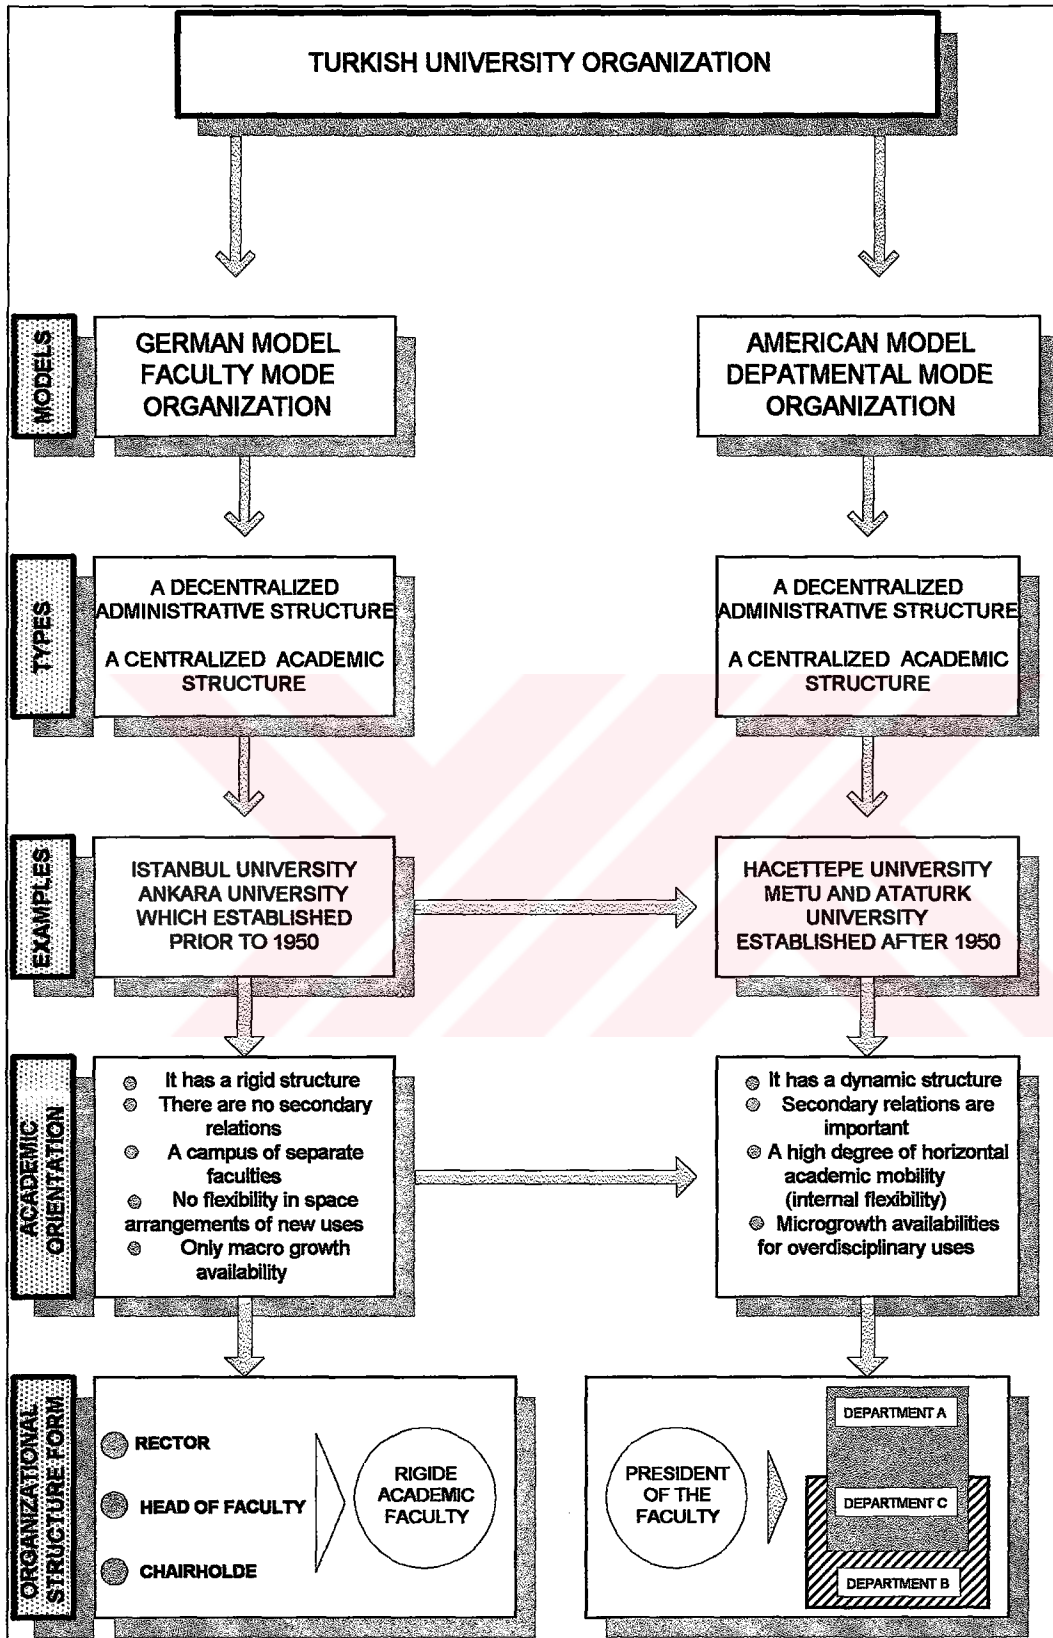 TURKISH UNIVERSITY ORGANIZATION
MODELS
GERMAN MODEL
FACULTY MODE
ORGANIZATION
AMERICAN MODEL
DEPATMENTAL MODE
ORGANIZATION
TYPES
A DECENTRALIZED
ADMINISTRATIVE STRUCTURE
A CENTRALIZED ACADEMIC
STRUCTURE
A DECENTRALIZED
ADMINISTRATIVE STRUCTURE
A CENTRALIZED ACADEMIC
STRUCTURE
EXAMPLES
ISTANBUL UNIVERSITY
ANKARA UNIVERSITY
WHICH ESTABLISHED
PRIOR TO 1950
HACETTEPE UNIVERSITY
METU AND ATATURK
UNIVERSITY
ESTABLISHED AFTER 1950
ACADEMIC
ORIENTATION
It has a rigid structure
There are no secondary
relations
A campus of separate
faculties
No flexibility in space
arrangements of new uses
Only macro growth
availability
It has a dynamic structure
Secondary relations are
important
A high degree of horizontal
academic mobility
(internal flexibility)
Microgrowth availabilities
for overdisciplinary uses
ORGANIZATIONAL
STRUCTURE FORM
RECTOR
HEAD OF FACULTY
CHAIRHOLDE
RIGIDE
ACADEMIC
FACULTY
PRESIDENT
OF THE
FACULTY
DEPARTMENT A
DEPARTMENT C
DEPARTMENT B